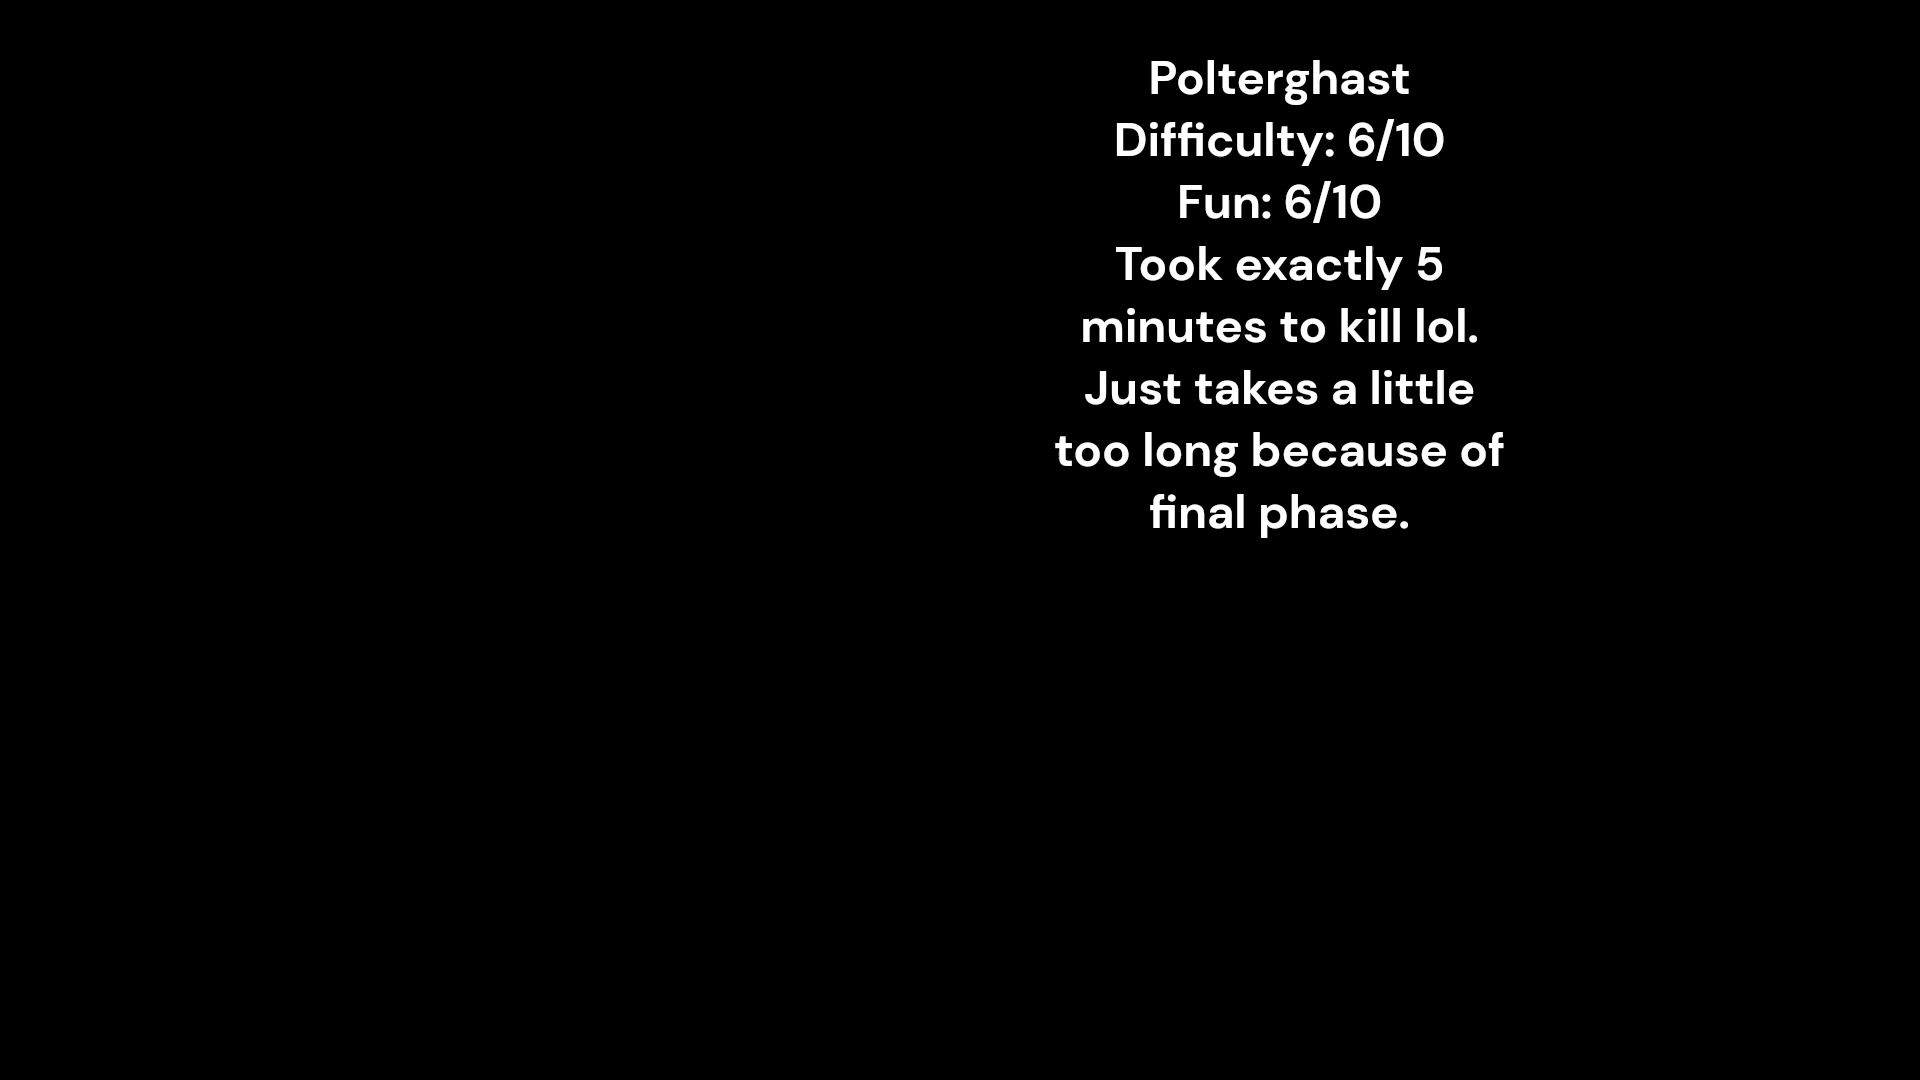 Polterghast
Difficulty: 6/10
Fun: 6/10
Took exactly 5
minutes to kill lol.
Just takes a little
too long because of
final phase.